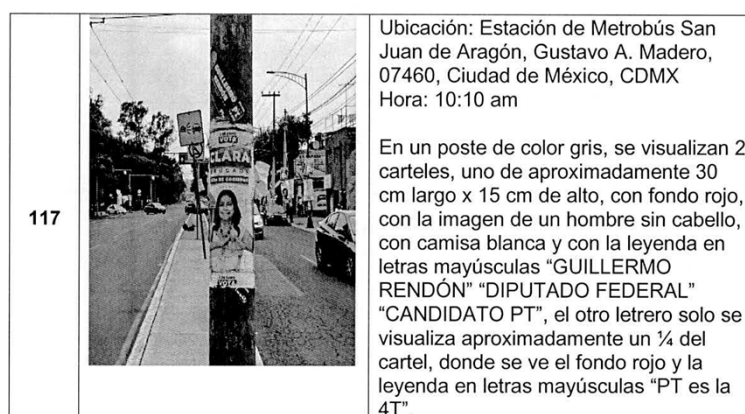 117
VOTA
CLARA
BRUGADA
VOTA
Ubicación: Estación de Metrobús San
Juan de Aragón, Gustavo A. Madero,
07460, Ciudad de México, CDMX
Hora: 10:10 am
En un poste de color gris, se visualizan 2
carteles, uno de aproximadamente 30
cm largo x 15 cm de alto, con fondo rojo,
con la imagen de un hombre sin cabello,
con camisa blanca y con la leyenda en
letras mayúsculas “GUILLERMO
RENDÓN” “DIPUTADO FEDERAL”
“CANDIDATO PT”, el otro letrero solo se
visualiza aproximadamente un ¼ del
cartel, donde se ve el fondo rojo y la
leyenda en letras mayúsculas “PT es la
4T”.